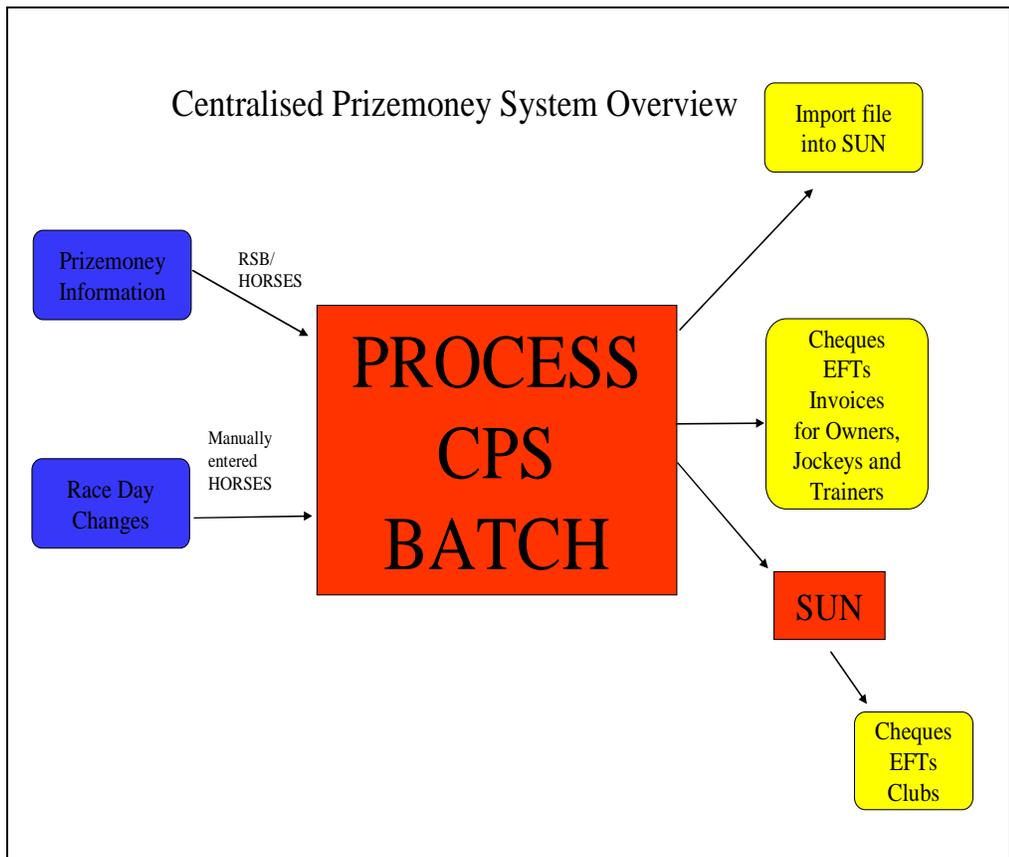 Centralised Prizemoney System Overview
Import file
into SUN
Prizemoney
Information
RSB/
HORSES
PROCESS
CPS
BATCH
Cheques
EFTs
Invoices
for Owners,
Jockeys and
Trainers
Manually
entered
HORSES
Race Day
Changes
SUN
Cheques
EFTs
Clubs